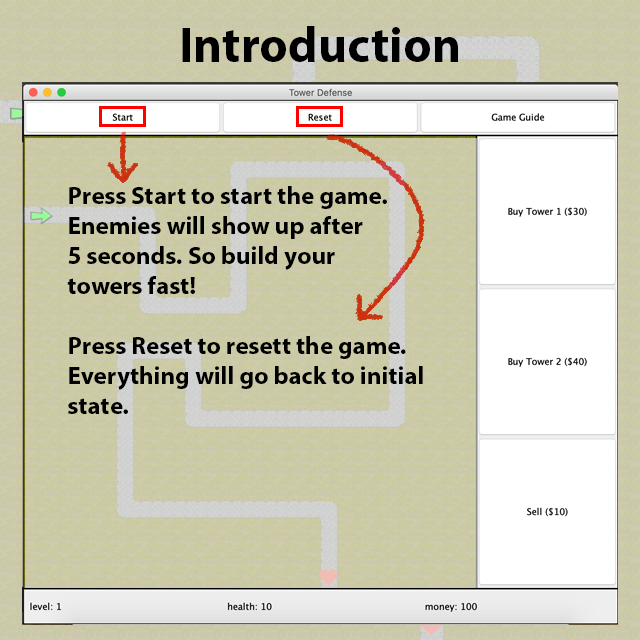 Introduction
Tower Defense
Start
Reset
Game Guide
Press Start to start the game.
Enemies will show up after
5 seconds. So build your
towers fast!
Press Reset to resett the game.
Everything will go back to initial
state.
Buy Tower 1 ($30)
Buy Tower 2 ($40)
Sell ($10)
level: 1
health: 10
money: 100